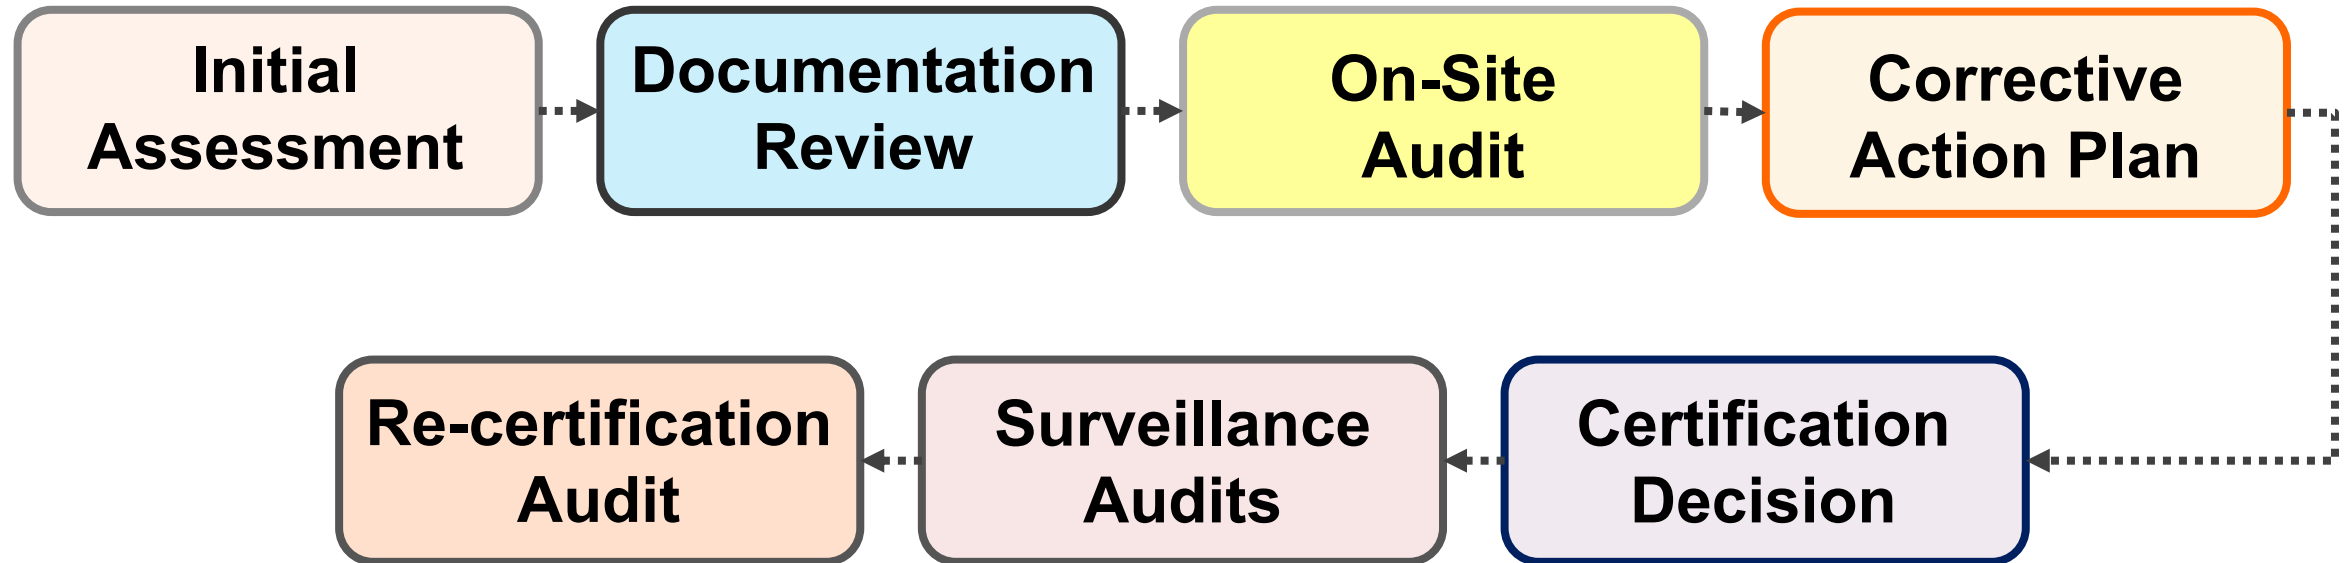 Initial
Assessment
Documentation
Review
On-Site
Audit
Corrective
Action Plan
Certification
Decision
Surveillance
Audits
Re-certification
Audit